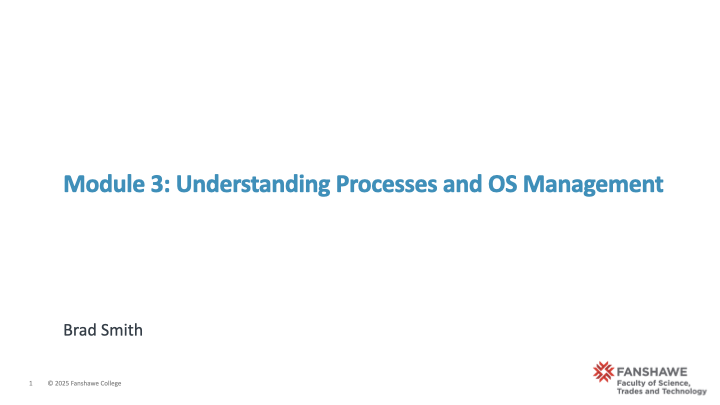 Module 3: Understanding Processes and OS Management
Brad Smith
1 © 2025 Fanshawe College
FANSHAWE
Faculty of Science,
Trades and Technology